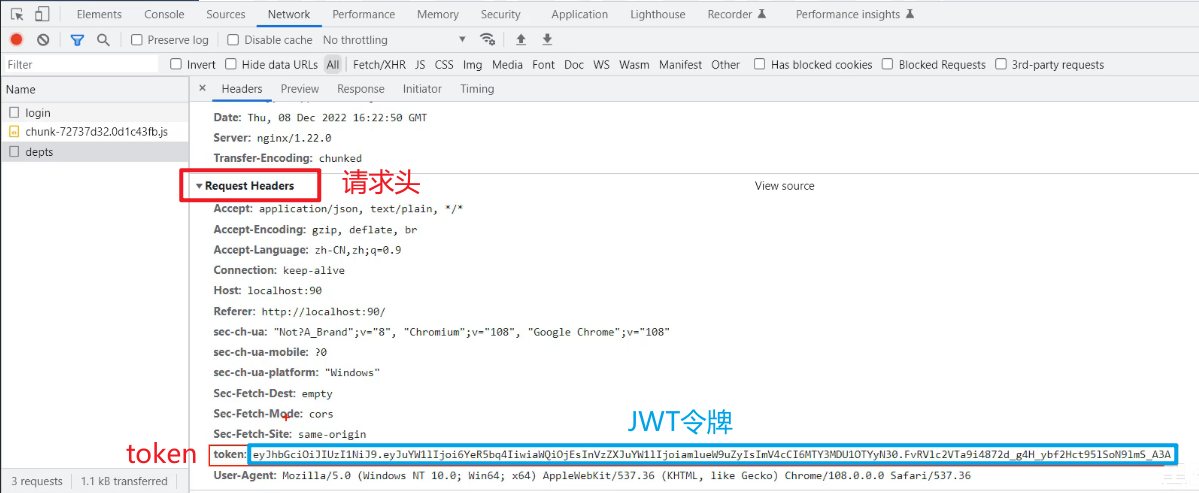 Elements Console Sources Network Performance Memory Security Application Lighthouse Recorder Performance insights
Preserve log Disable cache No throttling
Filter Invert Hide data URLs All Fetch/XHR JS CSS Img Media Font Doc WS Wasm Manifest Other Has blocked cookies Blocked Requests 3rd-party requests
Name × Headers Preview Response Initiator Timing
login
chunk-72737d32.0d1c43fb.js
depts
Date: Thu, 08 Dec 2022 16:22:50 GMT
Server: nginx/1.22.0
Transfer-Encoding: chunked
Request Headers 请求头 View source
Accept: application/json, text/plain, */*
Accept-Encoding: gzip, deflate, br
Accept-Language: zh-CN,zh;q=0.9
Connection: keep-alive
Host: localhost:90
Referer: http://localhost:90/
sec-ch-ua: "Not?A_Brand";v="8", "Chromium";v="108", "Google Chrome";v="108"
sec-ch-ua-mobile: ?0
sec-ch-ua-platform: "Windows"
Sec-Fetch-Dest: empty
Sec-Fetch-Mode: cors
JWT令牌
Sec-Fetch-Site: same-origin
token token: eyJhbGciOiJIUzI1NiJ9.eyJuYW1lIjoi6YeR5bq4IiwiaWQiOjEsInVzZXJuYW1lIjoiamlueW9uZyIsImV4cCI6MTY3MDU1OTYyN30.FvRVlc2VTa9i4872d_g4H_ybf2Hct95lSoN9lmS_A3A
User-Agent: Mozilla/5.0 (Windows NT 10.0; Win64; x64) AppleWebKit/537.36 (KHTML, like Gecko) Chrome/108.0.0.0 Safari/537.36
3 requests 1.1 kB transferred